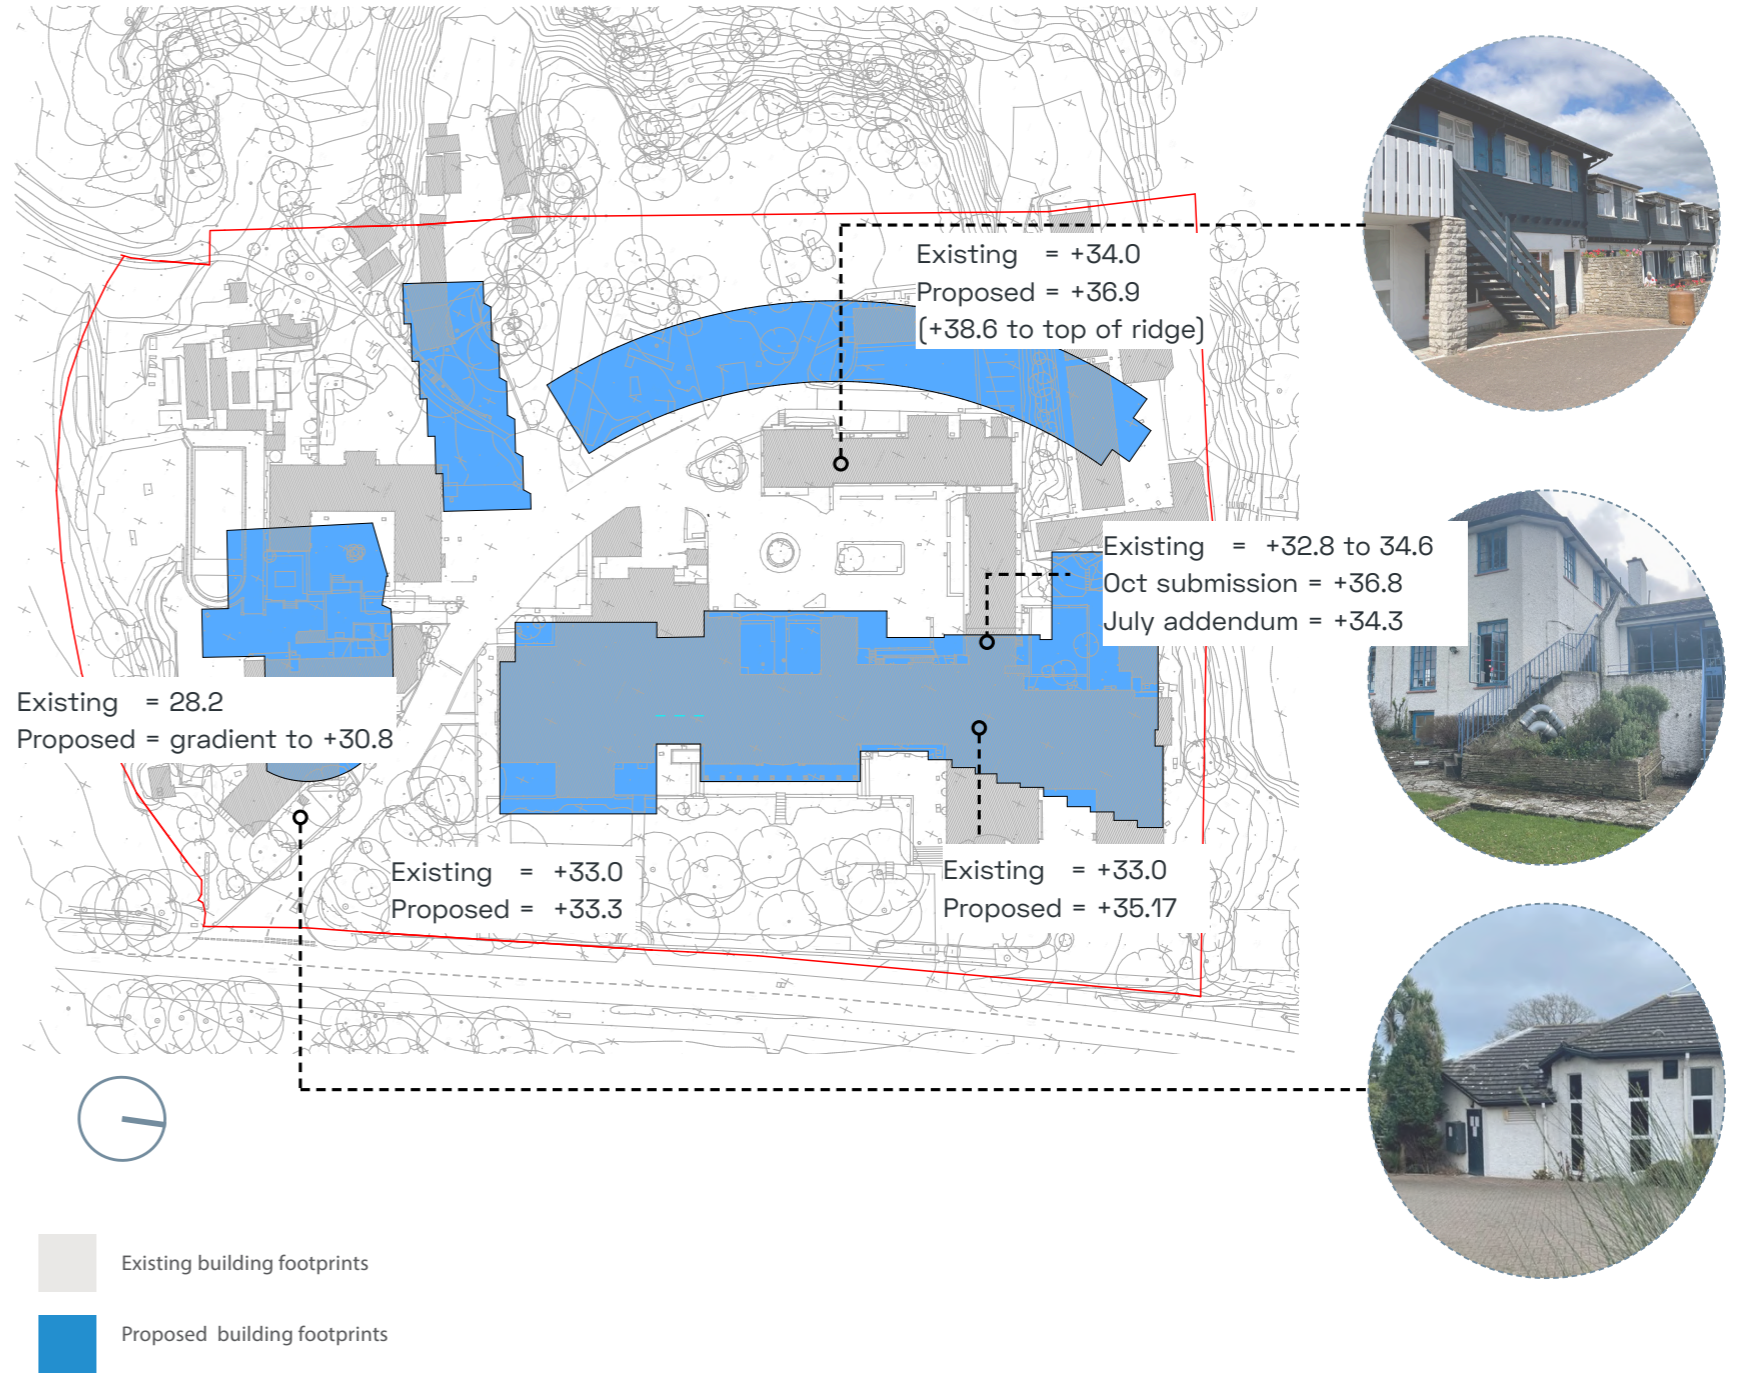 Existing = +34.0
Proposed = +36.9
(+38.6 to top of ridge)
Existing = +32.8 to 34.6
Oct submission = +36.8
July addendum = +34.3
Existing = 28.2
Proposed = gradient to +30.8
Existing = +33.0
Proposed = +33.3
Existing = +33.0
Proposed = +35.17
Existing building footprints
Proposed building footprints